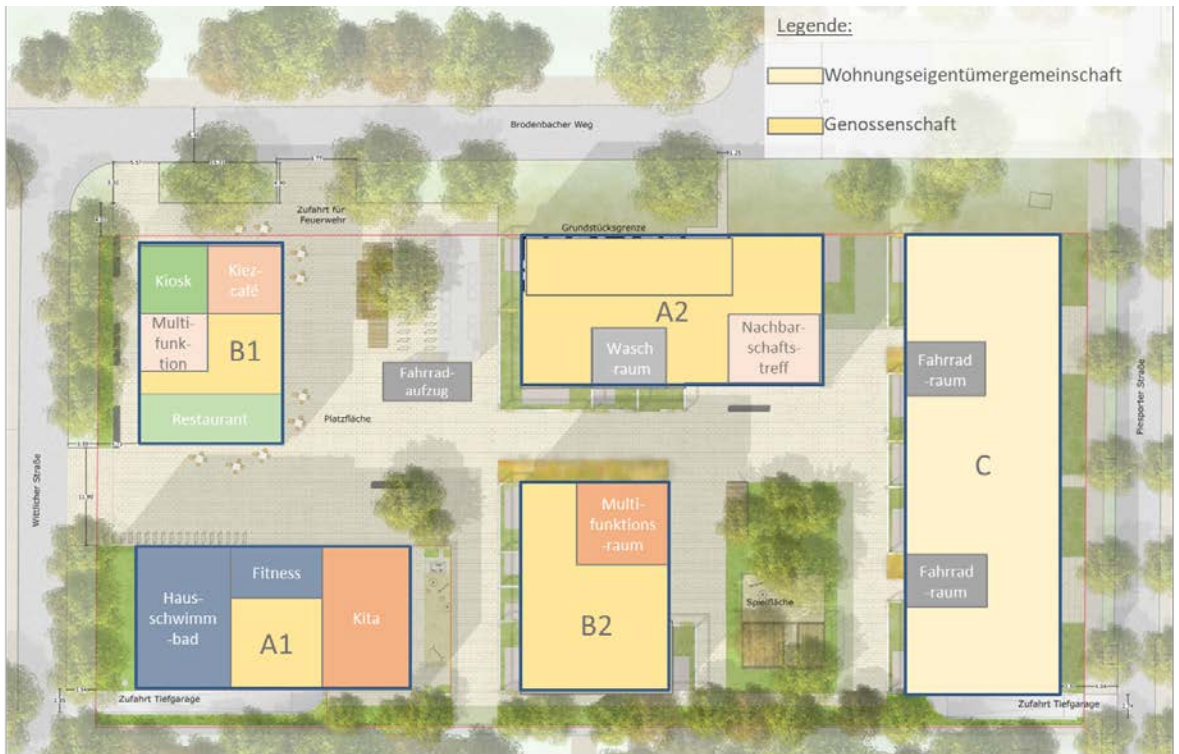 Legende:
Wohnungseigentümergemeinschaft
Genossenschaft
Brodenbacher Weg
Zufahrt für
Feuerwehr
Grundstücksgrenze
Kiosk
Kiez-
café
Multi-
funk-
tion
B1
Restaurant
Fahrrad-
aufzug
Platzfläche
A2
Wasch
-raum
Nachbar-
schafts-
treff
Fahrrad
-raum
C
Fahrrad
-raum
Wittlicher Straße
Piesporter Straße
Haus-
schwimm
-bad
Fitness
A1
Kita
Multi-
funktions
-raum
B2
Spielfläche
Zufahrt Tiefgarage
Zufahrt Tiefgarage